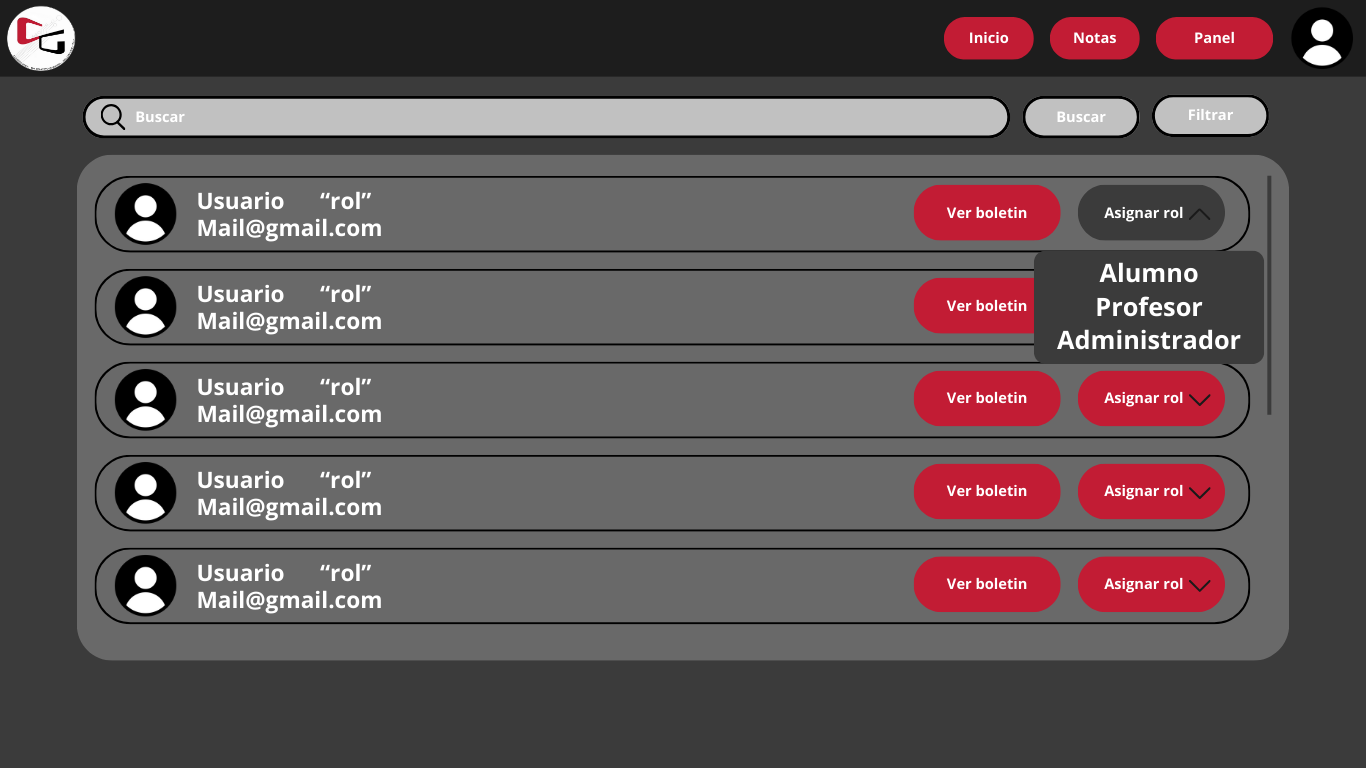 Inicio Notas Panel
Buscar Buscar Filtrar
Usuario “rol”
Mail@gmail.com
Ver boletin Asignar rol
Alumno
Profesor
Administrador
Usuario “rol”
Mail@gmail.com
Ver boletin
Usuario “rol”
Mail@gmail.com
Ver boletin Asignar rol
Usuario “rol”
Mail@gmail.com
Ver boletin Asignar rol
Usuario “rol”
Mail@gmail.com
Ver boletin Asignar rol